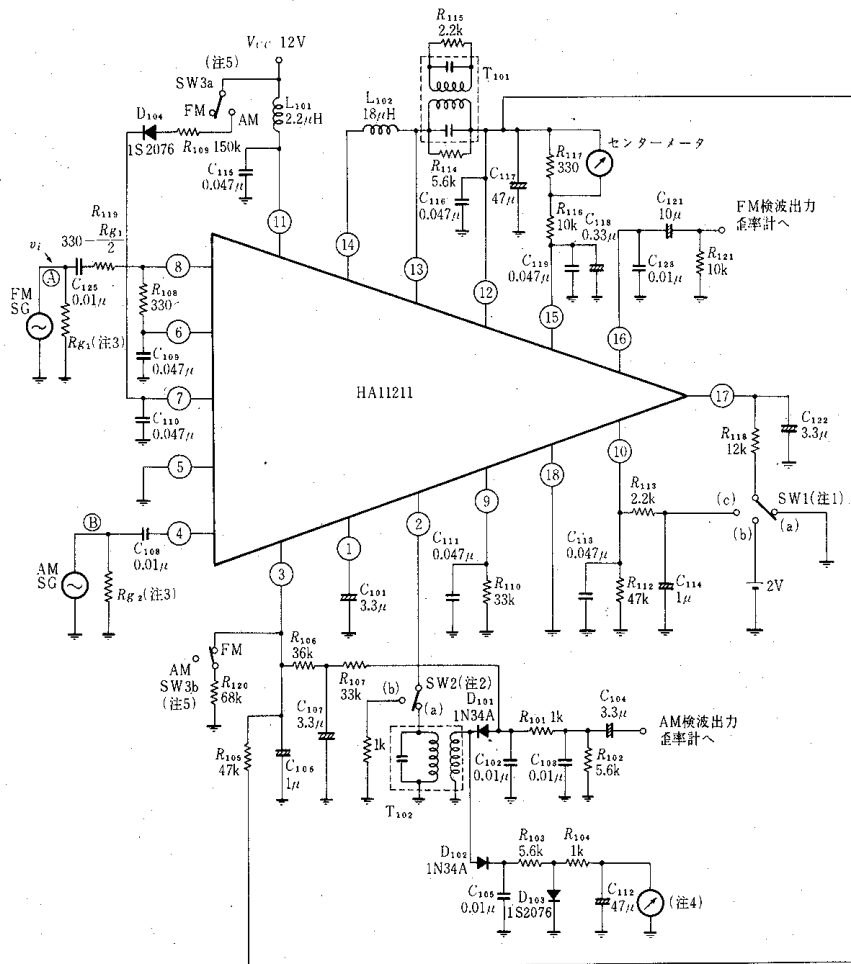 R115
2.2k
T101
VCC 12V
(注5)
SW3a
FM
AM
D104
1S2076
R109 150k
L101
2.2μH
C115
0.047μ
L102
18μH
R114
5.6k
C116
0.047μ
C117
47μ
R117
330
センターメータ
R116
10k
C118
0.33μ
C119
0.047μ
C121
10μ
FM検波出力
歪率計へ
C123
0.01μ
R121
10k
R119
330−Rg1/2
vi
A
C125
0.01μ
FM
SG
Rg1(注3)
R108
330
C109
0.047μ
C110
0.047μ
11
14
13
12
15
16
8
6
7
5
4
HA11211
17
R118
12k
C122
3.3μ
SW1(注1)
(c)
(b)
(a)
2V
10
R113
2.2k
C113
0.047μ
R112
47k
C114
1μ
18
9
C111
0.047μ
R110
33k
2
1
C101
3.3μ
3
B
AM
SG
C108
0.01μ
Rg2(注3)
AM
FM
SW3b
(注5)
R120
68k
R106
36k
C107
3.3μ
R107
33k
R105
47k
C106
1μ
(b)
SW2(注2)
(a)
1k
T102
D101
1N34A
R101 1k
C104
3.3μ
AM検波出力
歪率計へ
C102
0.01μ
C103
0.01μ
R102
5.6k
D102
1N34A
R103
5.6k
R104
1k
C105
0.01μ
D103
1S2076
C112
47μ
(注4)